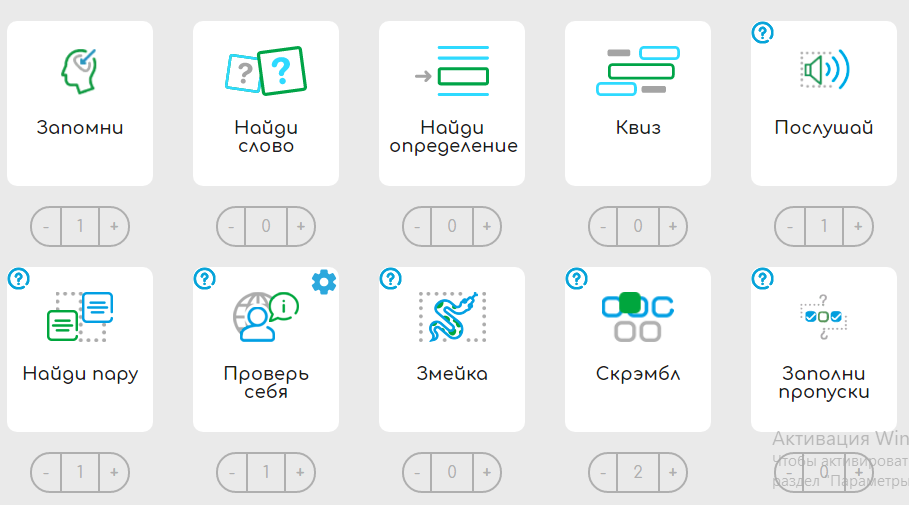 Запомни
Найди
слово
Найди
определение
Квиз
Послушай
- 1 +
- 0 +
- 0 +
- 0 +
- 1 +
Найди пару
Проверь
себя
Змейка
Скрэмбл
Заполни
пропуски
- 1 +
- 1 +
- 0 +
- 2 +
- 0 +
Активация Win
Чтобы активироват
раздел "Параметры